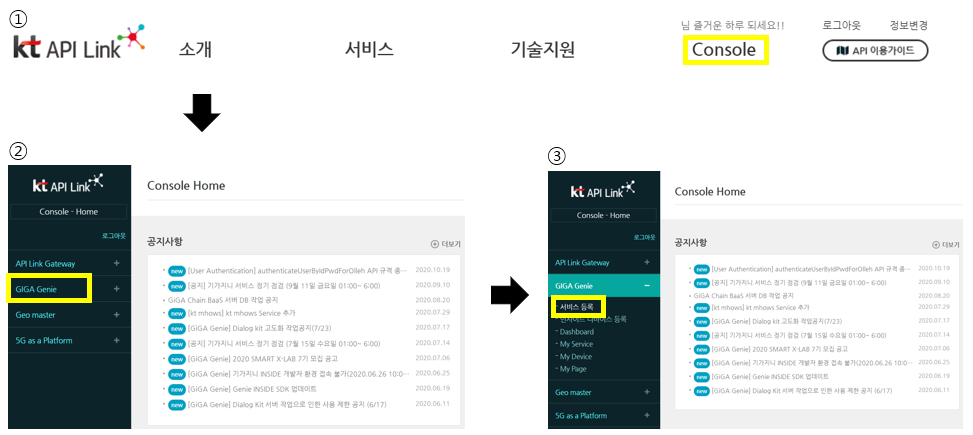 ①
님 즐거운 하루 되세요!! 로그아웃 정보변경
kt API Link 소개 서비스 기술지원 Console API 이용가이드
②
kt API Link
Console - Home
로그아웃
API Link Gateway +
GIGA Genie +
Geo master +
5G as a Platform +
Console Home
공지사항 더보기
new [User Authentication] authenticateUserByIdPwdForOlleh API 규격 종… 2020.10.19
new [공지] 기가지니 서비스 정기 점검 (9월 11일 금요일 01:00~ 6:00) 2020.09.10
GiGA Chain BaaS 서버 DB 작업 공지 2020.08.20
new [kt mhows] kt mhows Service 추가 2020.07.29
new [GiGA Genie] Dialog kit 고도화 작업공지(7/23) 2020.07.17
new [공지] 기가지니 서비스 정기 점검 (7월 15일 수요일 01:00~ 6:00) 2020.07.14
new [GiGA Genie] 2020 SMART X-LAB 7기 모집 공고 2020.07.06
new [GiGA Genie] 기가지니 INSIDE 개발자 환경 접속 불가(2020.06.26 10:0… 2020.06.25
new [GiGA Genie] Genie INSIDE SDK 업데이트 2020.06.19
new [GiGA Genie] Dialog Kit 서버 작업으로 인한 사용 제한 공지 (6/17) 2020.06.11
③
kt API Link
Console - Home
로그아웃
API Link Gateway +
GIGA Genie −
- 서비스 등록
- 인사이드 디바이스 등록
- Dashboard
- My Service
- My Device
- My Page
Geo master +
5G as a Platform +
Console Home
공지사항 더보기
new [User Authentication] authenticateUserByIdPwdForOlleh API 규격 종… 2020.10.19
new [공지] 기가지니 서비스 정기 점검 (9월 11일 금요일 01:00~ 6:00) 2020.09.10
GiGA Chain BaaS 서버 DB 작업 공지 2020.08.20
new [kt mhows] kt mhows Service 추가 2020.07.29
new [GiGA Genie] Dialog kit 고도화 작업공지(7/23) 2020.07.17
new [공지] 기가지니 서비스 정기 점검 (7월 15일 수요일 01:00~ 6:00) 2020.07.14
new [GiGA Genie] 2020 SMART X-LAB 7기 모집 공고 2020.07.06
new [GiGA Genie] 기가지니 INSIDE 개발자 환경 접속 불가(2020.06.26 10:0… 2020.06.25
new [GiGA Genie] Genie INSIDE SDK 업데이트 2020.06.19
new [GiGA Genie] Dialog Kit 서버 작업으로 인한 사용 제한 공지 (6/17) 2020.06.11